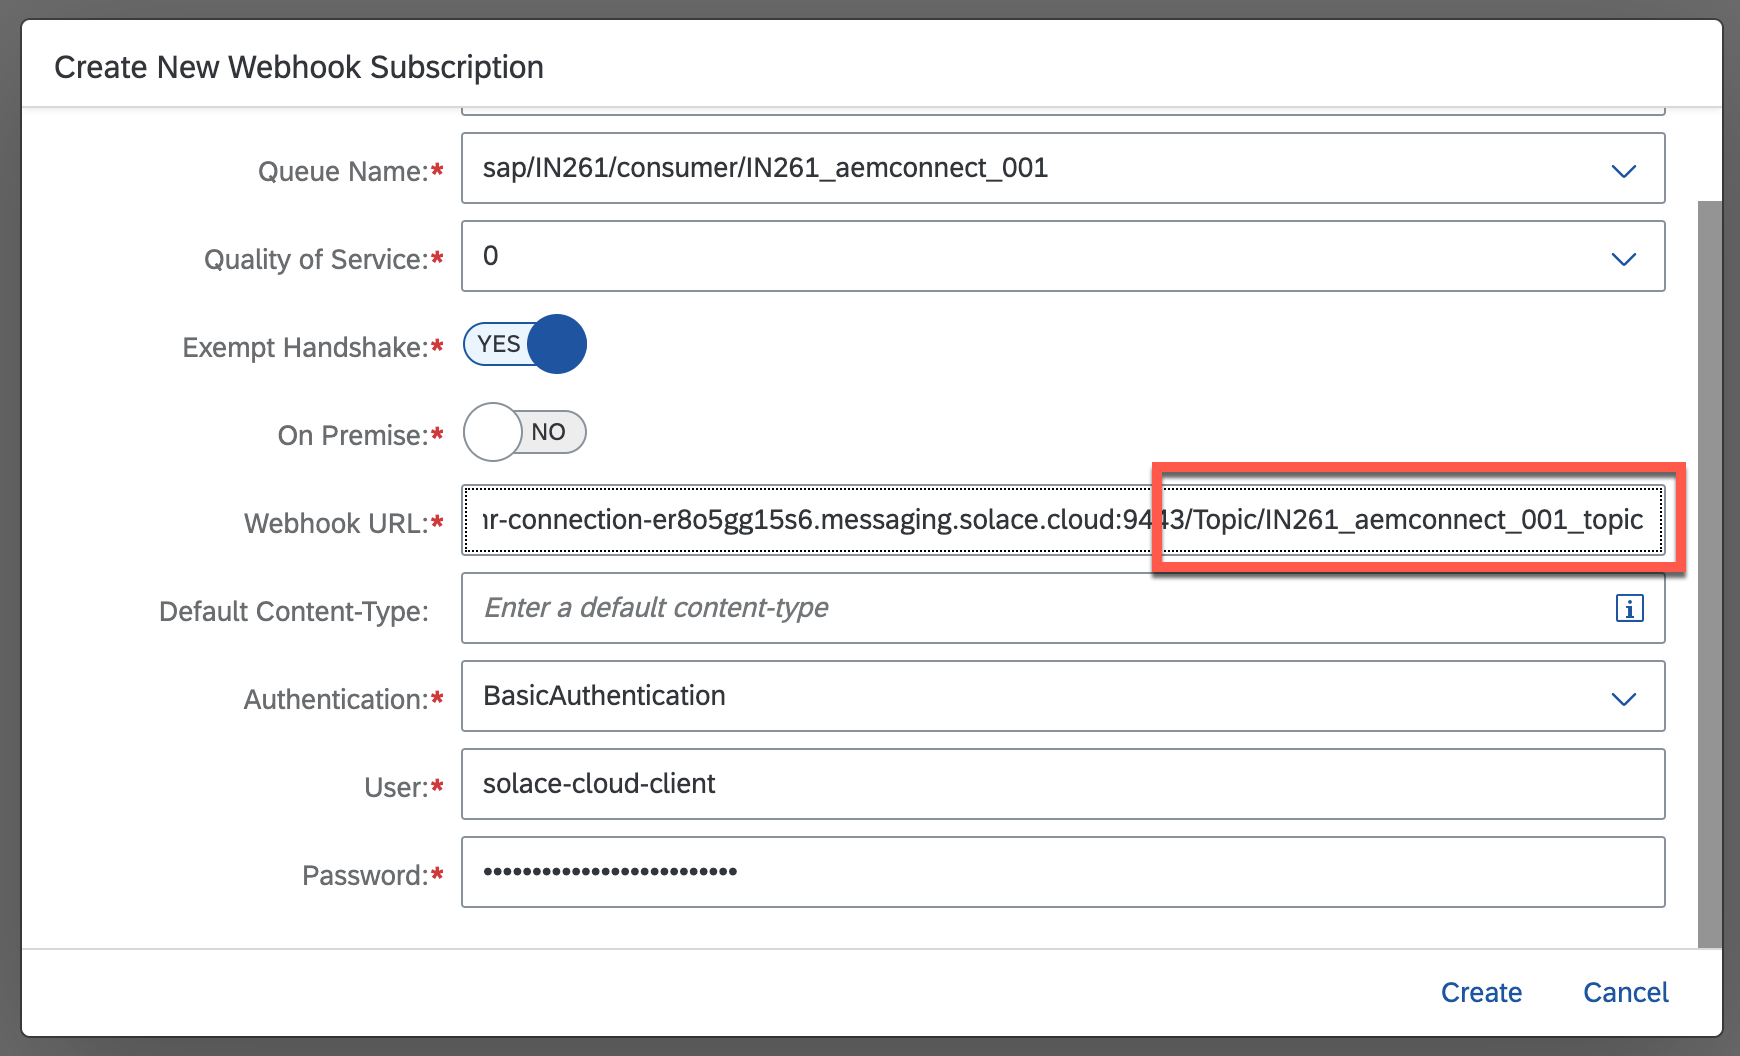 Create New Webhook Subscription
Queue Name:* sap/IN261/consumer/IN261_aemconnect_001
Quality of Service:* 0
Exempt Handshake:* YES
On Premise:* NO
Webhook URL:* r-connection-er8o5gg15s6.messaging.solace.cloud:9443/Topic/IN261_aemconnect_001_topic
Default Content-Type: Enter a default content-type
Authentication:* BasicAuthentication
User:* solace-cloud-client
Password:* ••••••••••••••••••••••••••
Create Cancel